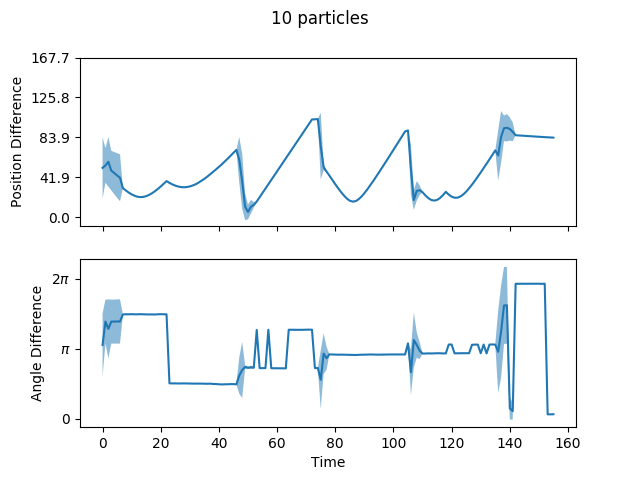 10 particles
167.7
125.8
83.9
41.9
0.0
Position Difference
2π
π
0
Angle Difference
0 20 40 60 80 100 120 140 160
Time